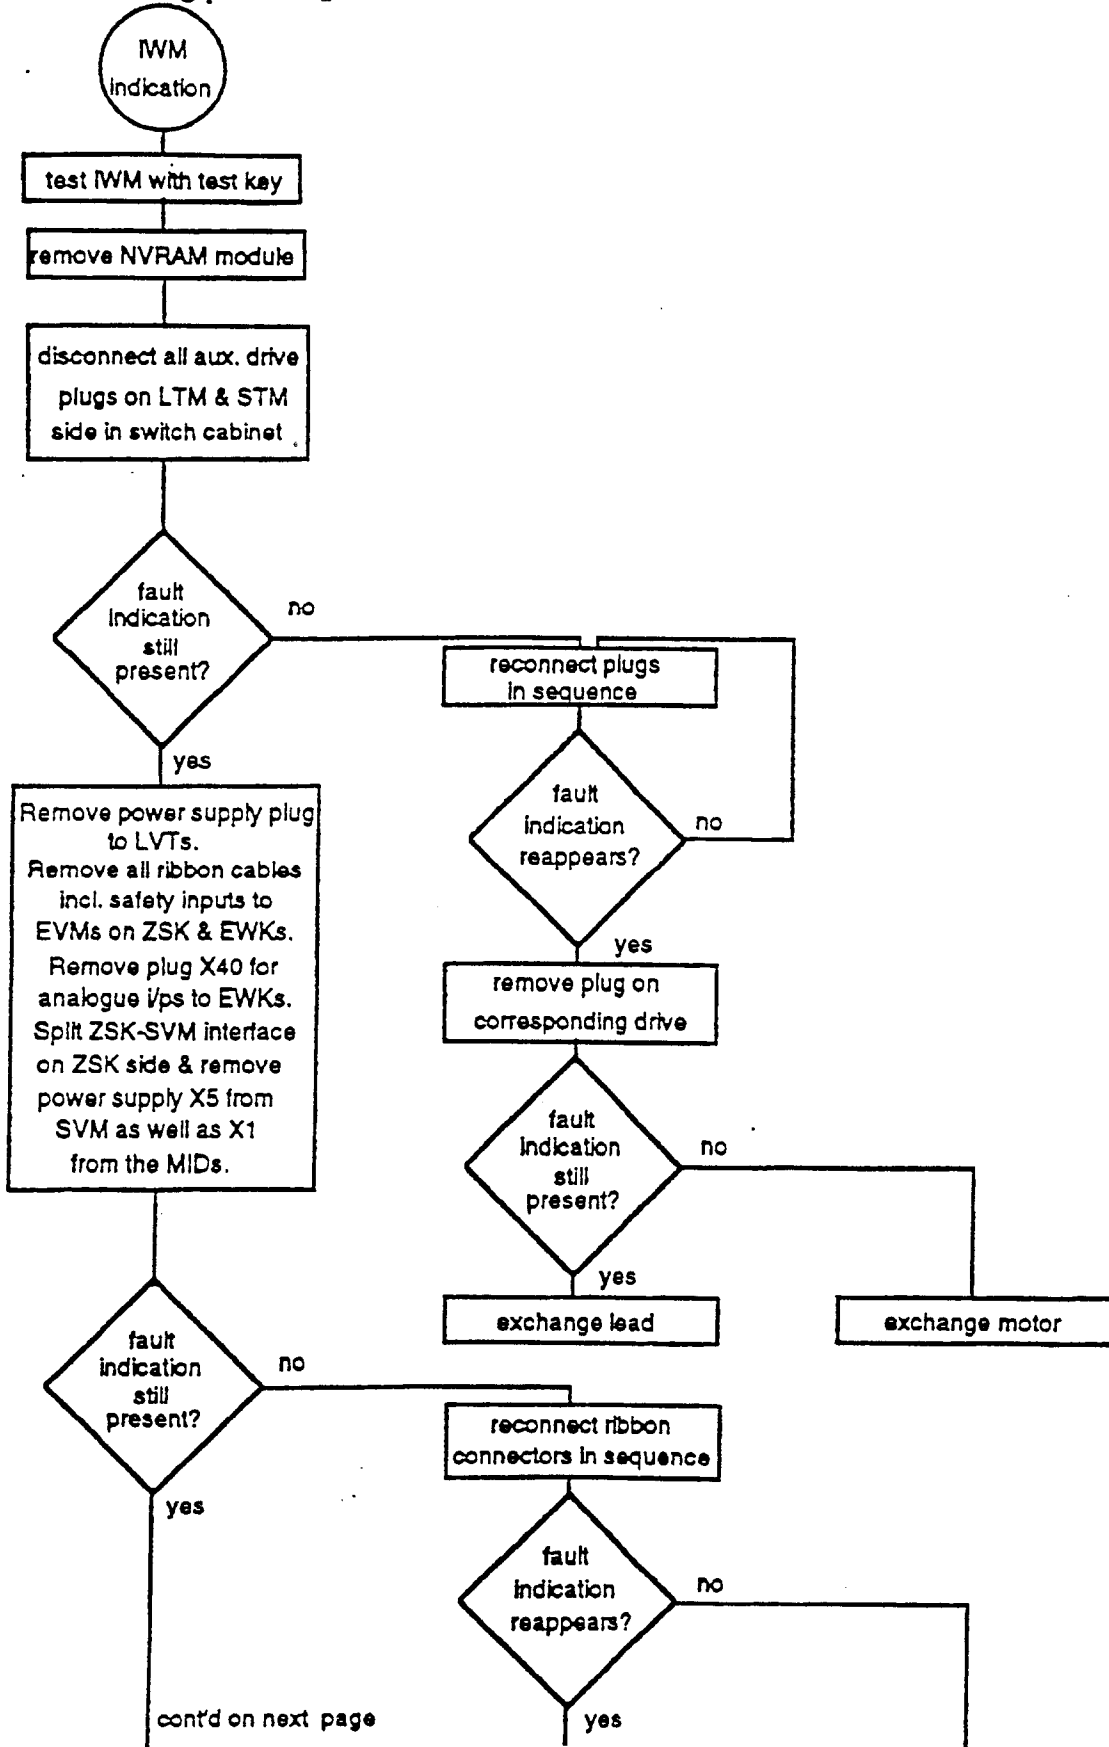 IWM
indication
test IWM with test key
remove NVRAM module
disconnect all aux. drive
plugs on LTM & STM
side in switch cabinet
fault
indication
still
present?
no
yes
reconnect plugs
in sequence
fault
indication
reappears?
no
yes
remove plug on
corresponding drive
fault
indication
still
present?
no
yes
exchange lead
exchange motor
Remove power supply plug
to LVTs.
Remove all ribbon cables
incl. safety inputs to
EVMs on ZSK & EWKs.
Remove plug X40 for
analogue i/ps to EWKs.
Split ZSK-SVM interface
on ZSK side & remove
power supply X5 from
SVM as well as X1
from the MIDs.
fault
indication
still
present?
no
yes
reconnect ribbon
connectors in sequence
fault
indication
reappears?
no
yes
cont'd on next page